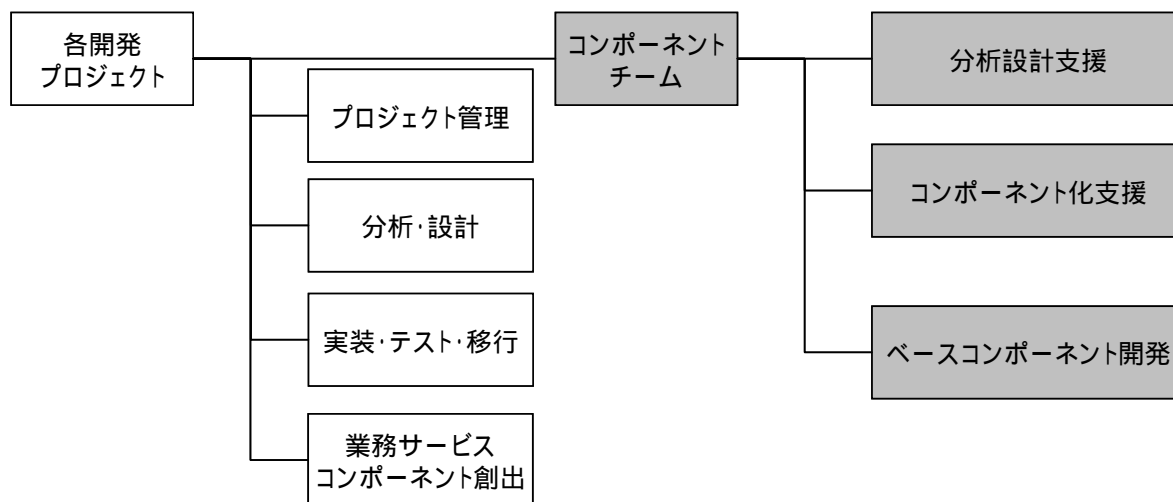 各開発
プロジェクト
プロジェクト管理
分析・設計
実装・テスト・移行
業務サービス
コンポーネント創出
コンポーネント
チーム
分析設計支援
コンポーネント化支援
ベースコンポーネント開発